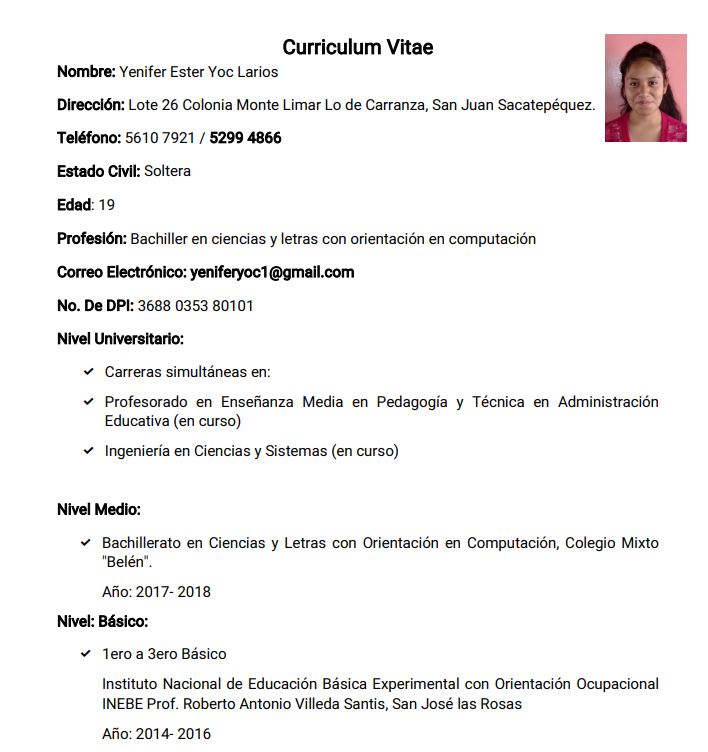 Curriculum Vitae
Nombre: Yenifer Ester Yoc Larios
Dirección: Lote 26 Colonia Monte Limar Lo de Carranza, San Juan Sacatepéquez.
Teléfono: 5610 7921 / 5299 4866
Estado Civil: Soltera
Edad: 19
Profesión: Bachiller en ciencias y letras con orientación en computación
Correo Electrónico: yeniferyoc1@gmail.com
No. De DPI: 3688 0353 80101
Nivel Universitario:
✔ Carreras simultáneas en:
✔ Profesorado en Enseñanza Media en Pedagogía y Técnica en Administración
Educativa (en curso)
✔ Ingeniería en Ciencias y Sistemas (en curso)
Nivel Medio:
✔ Bachillerato en Ciencias y Letras con Orientación en Computación, Colegio Mixto
"Belén".
Año: 2017- 2018
Nivel: Básico:
✔ 1ero a 3ero Básico
Instituto Nacional de Educación Básica Experimental con Orientación Ocupacional
INEBE Prof. Roberto Antonio Villeda Santis, San José las Rosas
Año: 2014- 2016